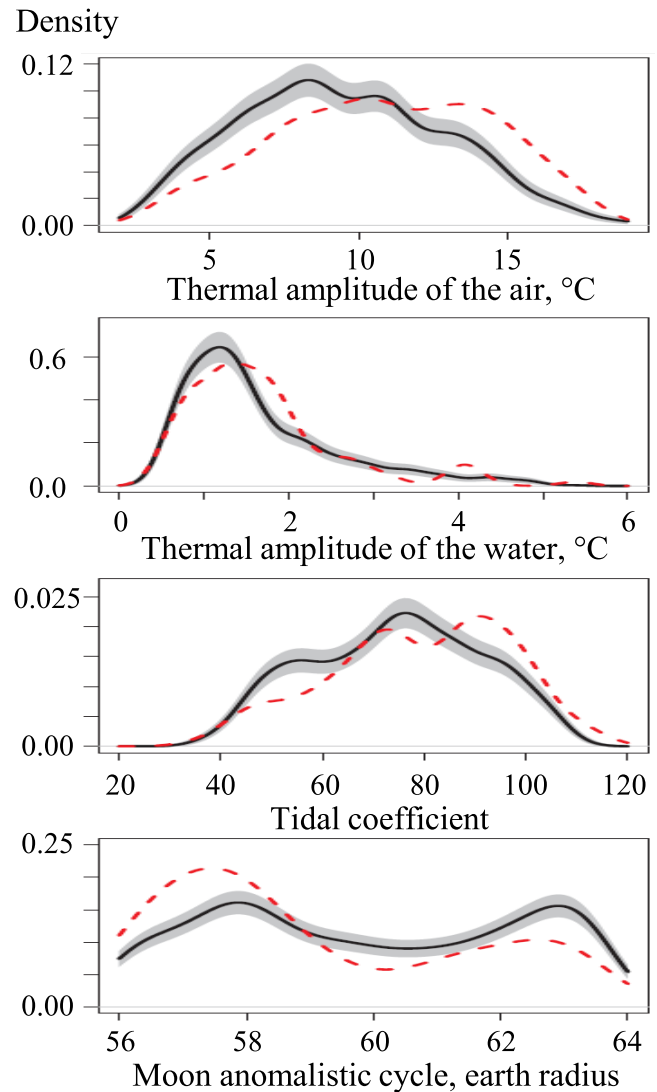 Density
0.12
0.00
5 10 15
Thermal amplitude of the air, °C
0.6
0.0
0 2 4 6
Thermal amplitude of the water, °C
0.025
0.00
20 40 60 80 100 120
Tidal coefficient
0.25
0.00
56 58 60 62 64
Moon anomalistic cycle, earth radius